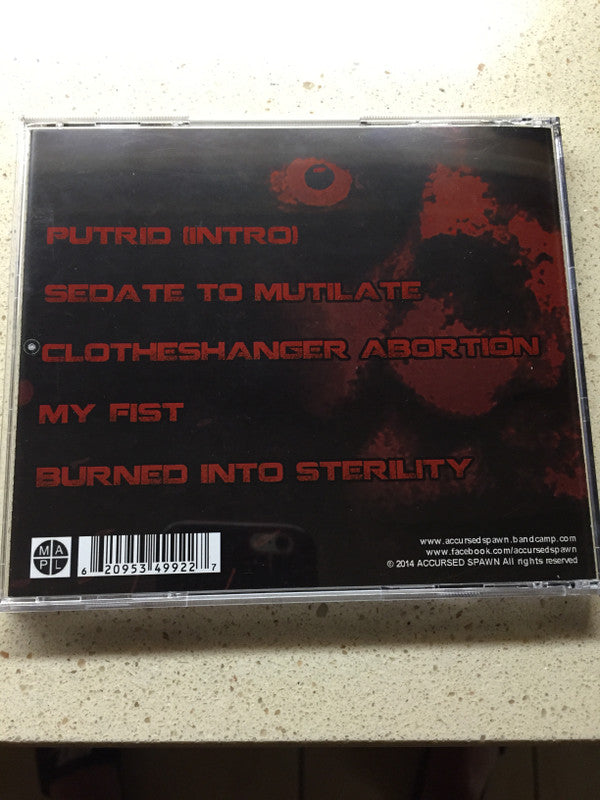 PUTRID (INTRO)
SEDATE TO MUTILATE
CLOTHESHANGER ABORTION
MY FIST
BURNED INTO STERILITY
M A
P L
6 20953 49922 7
www.accursedspawn.bandcamp.com
www.facebook.com/accursedspawn
© 2014 ACCURSED SPAWN All rights reserved